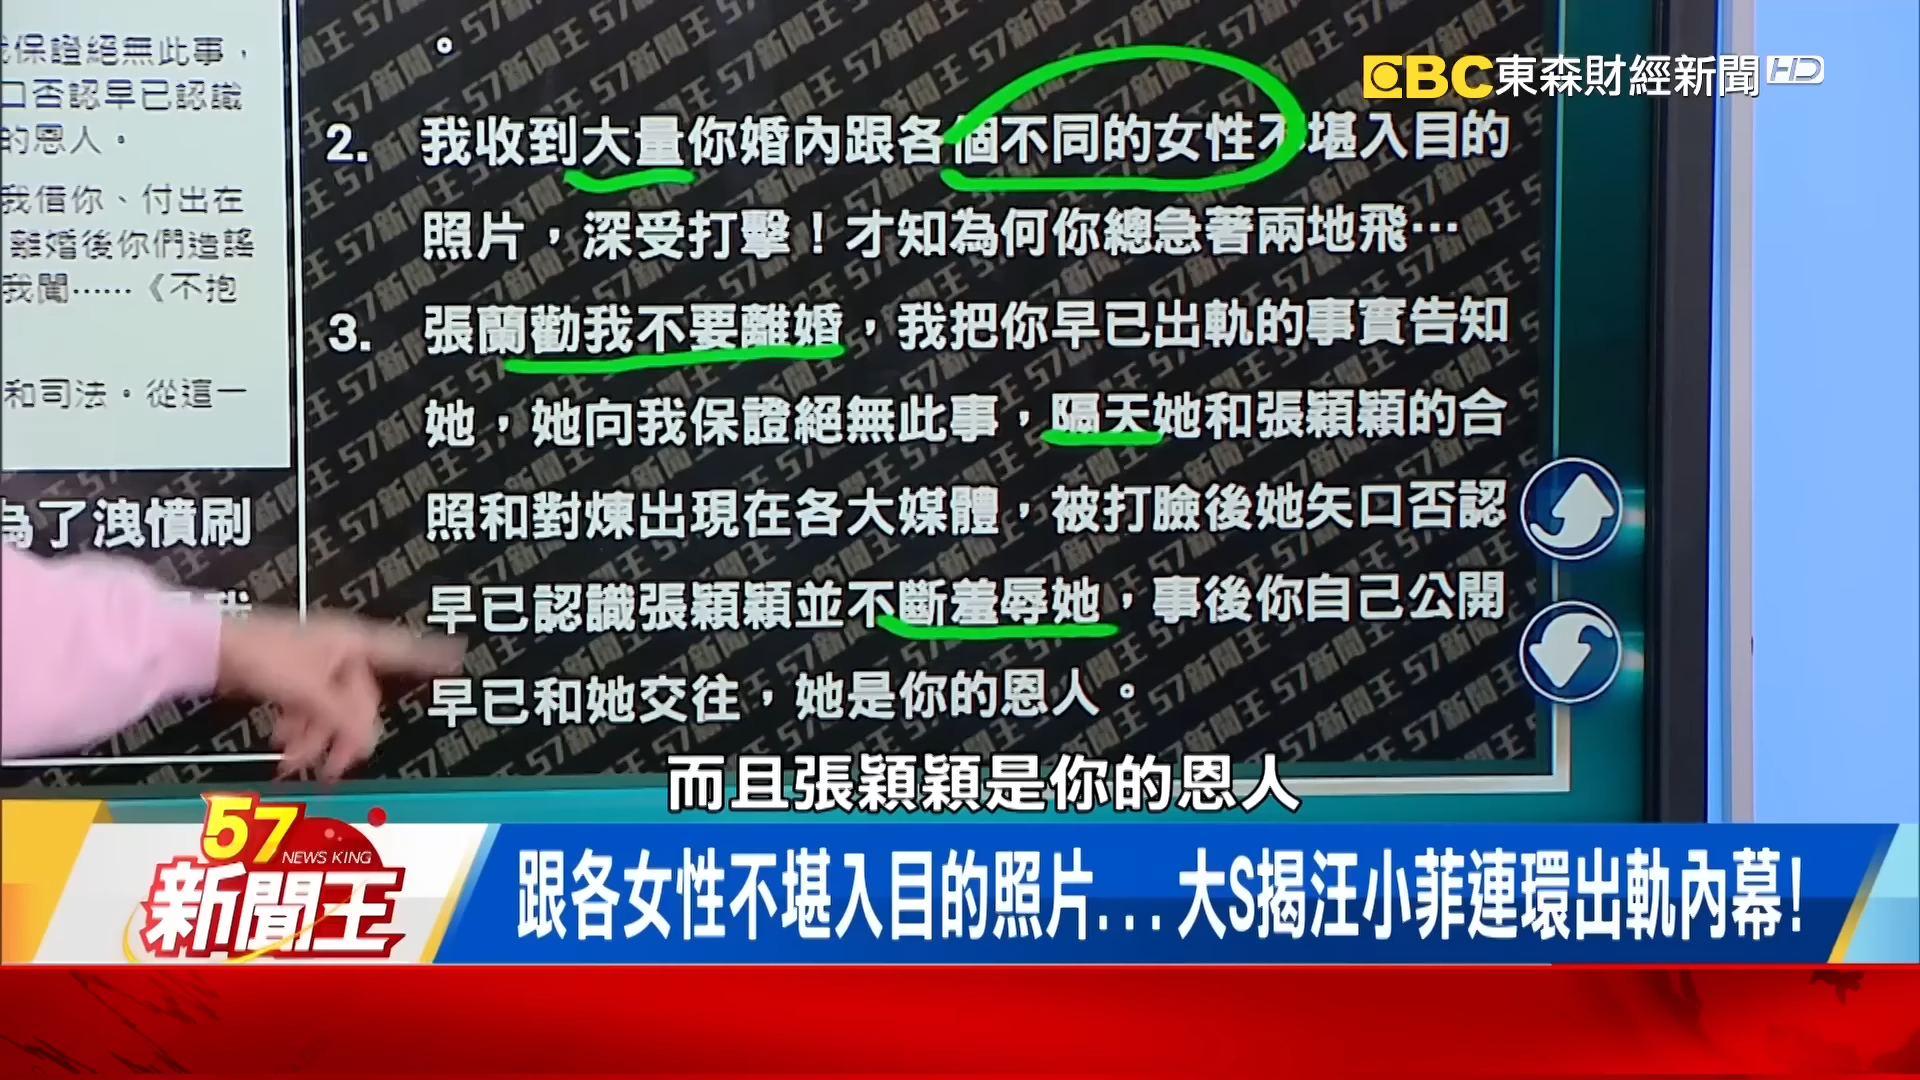 EBC東森財經新聞HD
保證絕無此事，
口否認早已認識
的恩人。
我借你、付出在
離婚後你們造謠
我聞……《不抱
和司法。從這一
為了洩憤刷
。
2. 我收到大量你婚內跟各個不同的女性不堪入目的
照片，深受打擊！才知為何你總急著兩地飛…
3. 張蘭勸我不要離婚，我把你早已出軌的事實告知
她，她向我保證絕無此事，隔天她和張穎穎的合
照和對煉出現在各大媒體，被打臉後她矢口否認
早已認識張穎穎並不斷羞辱她，事後你自己公開
早已和她交往，她是你的恩人。
而且張穎穎是你的恩人
57
NEWS KING
新聞王
跟各女性不堪入目的照片...大S揭汪小菲連環出軌內幕!